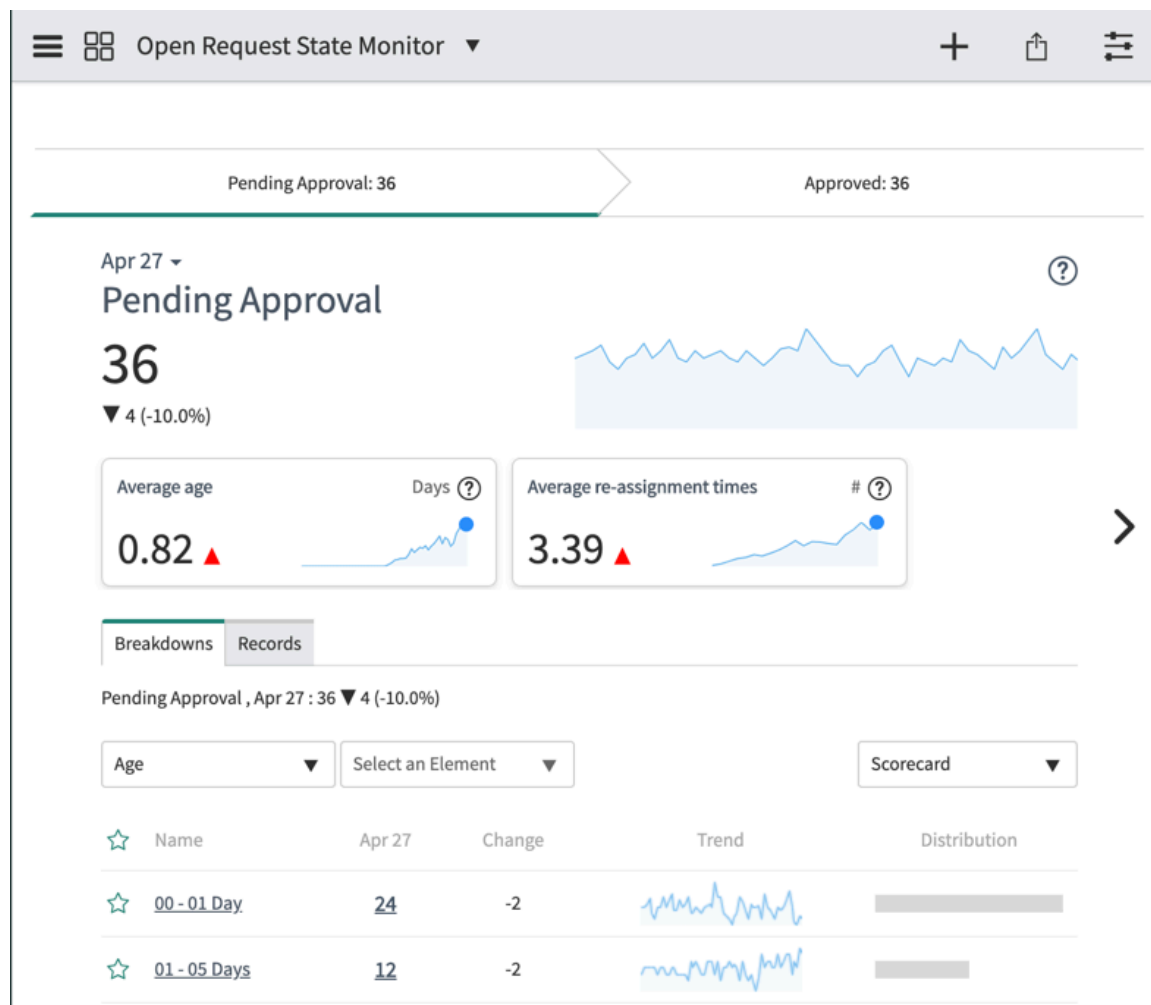 Open Request State Monitor ▼
Pending Approval: 36
Approved: 36
Apr 27
Pending Approval
36
▼ 4 (-10.0%)
Average age Days ?
0.82 ▲
Average re-assignment times # ?
3.39 ▲
Breakdowns Records
Pending Approval , Apr 27 : 36 ▼ 4 (-10.0%)
Age ▼ Select an Element ▼ Scorecard ▼
Name Apr 27 Change Trend Distribution
00 - 01 Day 24 -2
01 - 05 Days 12 -2